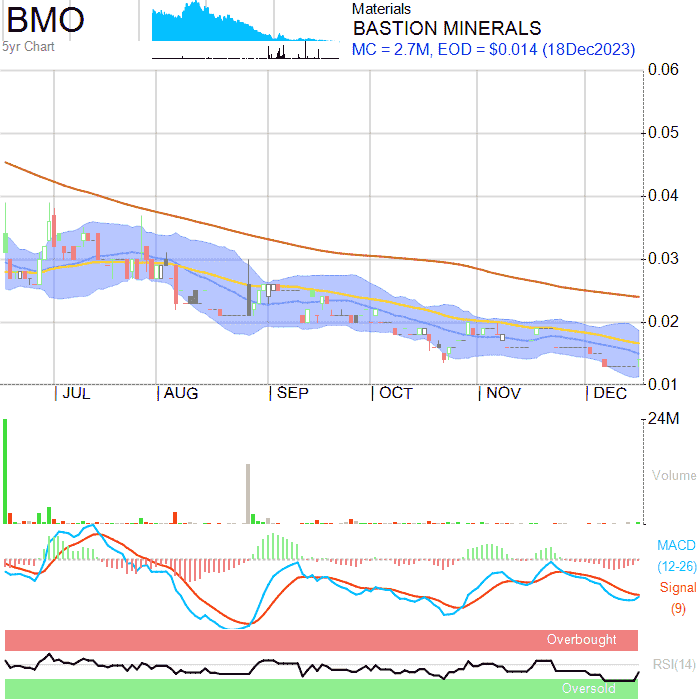 BMO
5yr Chart
Materials
BASTION MINERALS
MC = 2.7M, EOD = $0.014 (18Dec2023)
0.06
0.05
0.04
0.03
0.02
0.01
JUL AUG SEP OCT NOV DEC
24M
Volume
MACD
(12-26)
Signal
(9)
Overbought
RSI(14)
Oversold